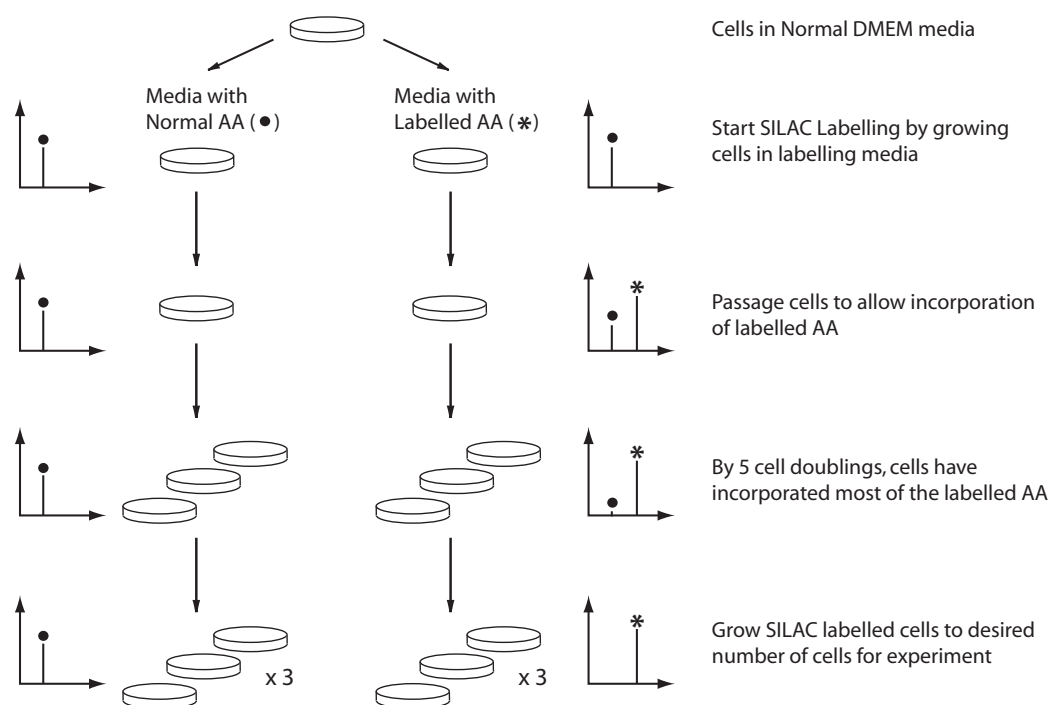 Cells in Normal DMEM media
Media with
Normal AA ( ● )
Media with
Labelled AA ( * )
Start SILAC Labelling by growing
cells in labelling media
*
Passage cells to allow incorporation
of labelled AA
*
By 5 cell doublings, cells have
incorporated most of the labelled AA
*
Grow SILAC labelled cells to desired
number of cells for experiment
x 3
x 3